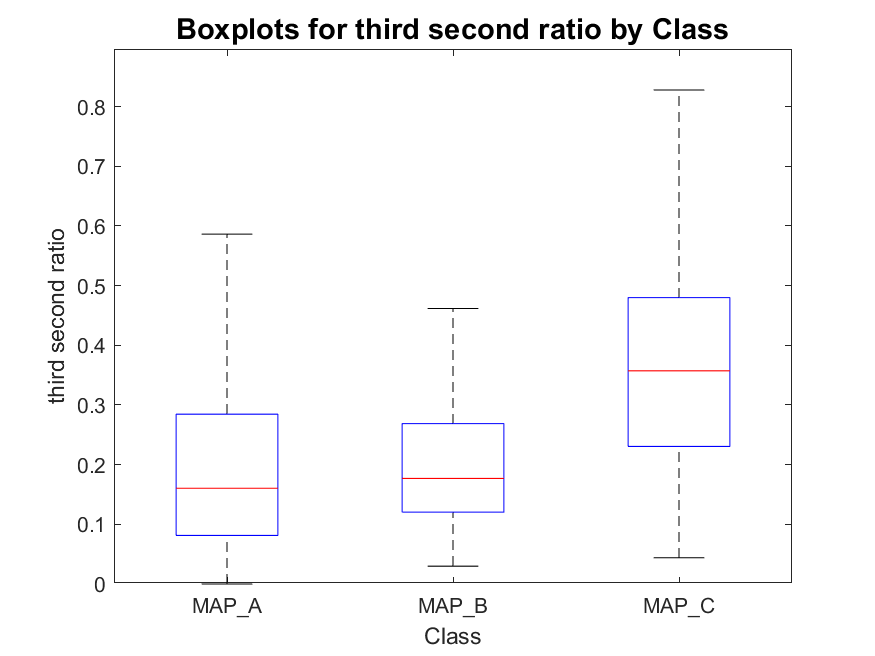 Boxplots for third second ratio by Class
third second ratio
0.8
0.7
0.6
0.5
0.4
0.3
0.2
0.1
0
MAP_A MAP_B MAP_C
Class